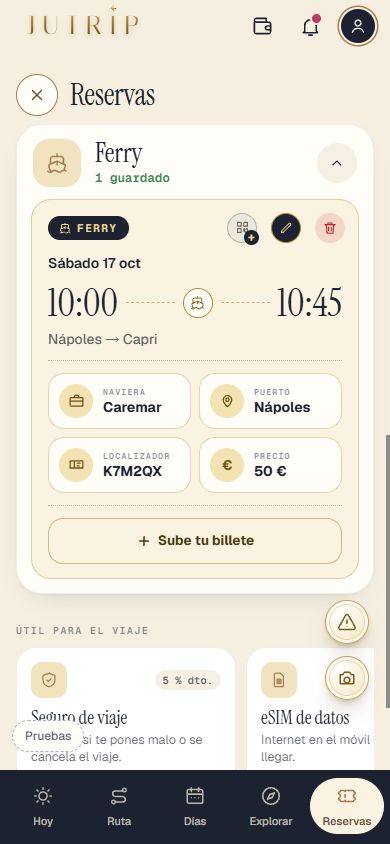 JUTRIP
Reservas
Ferry
1 guardado
FERRY
Sábado 17 oct
10:00 10:45
Nápoles → Capri
NAVIERA
Caremar
PUERTO
Nápoles
LOCALIZADOR
K7M2QX
PRECIO
€ 50 €
+ Sube tu billete
ÚTIL PARA EL VIAJE
5 % dto.
Seguro de viaje
si te pones malo o se
cancela el viaje.
eSIM de datos
Internet en el móvil
llegar.
Pruebas
Hoy
Ruta
Días
Explorar
Reservas